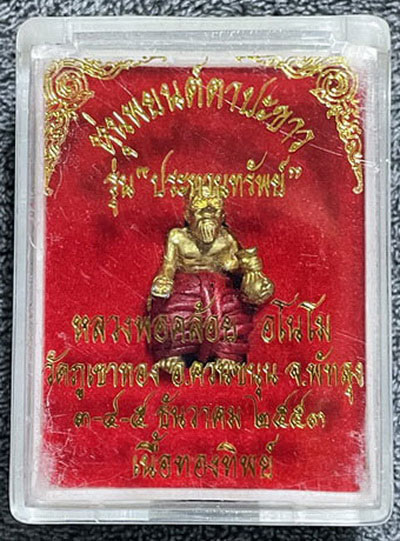 หุ่นพยนต์ตาปะขาว
รุ่น "ประทานทรัพย์"
หลวงพ่อคล้อย อโนโม
วัดภูเขาทอง อ.ควนขนุน จ.พัทลุง
๓-๔-๕ ธันวาคม ๒๕๕๓
เนื้อทองทิพย์